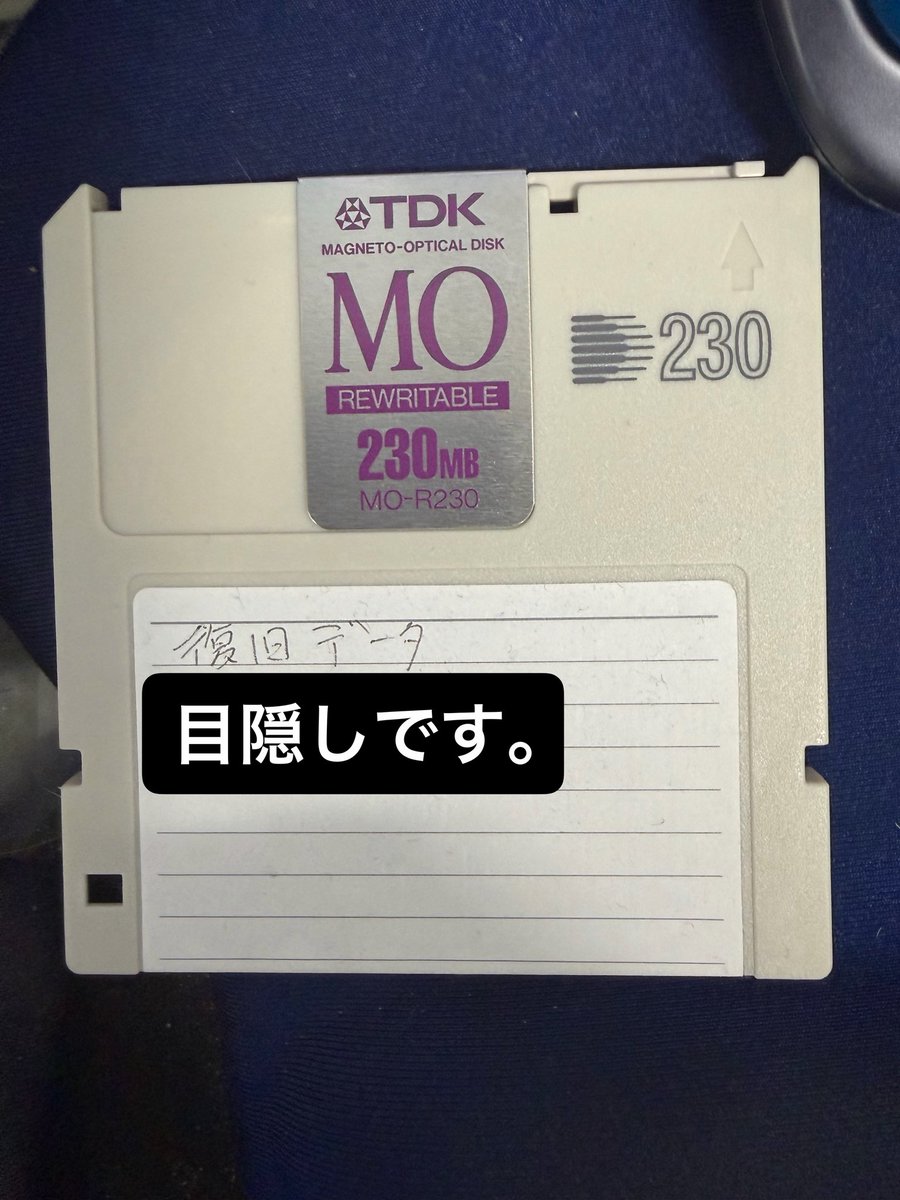 TDK
MAGNETO-OPTICAL DISK
MO
REWRITABLE
230MB
MO-R230
230
復旧 データ
目隠しです。